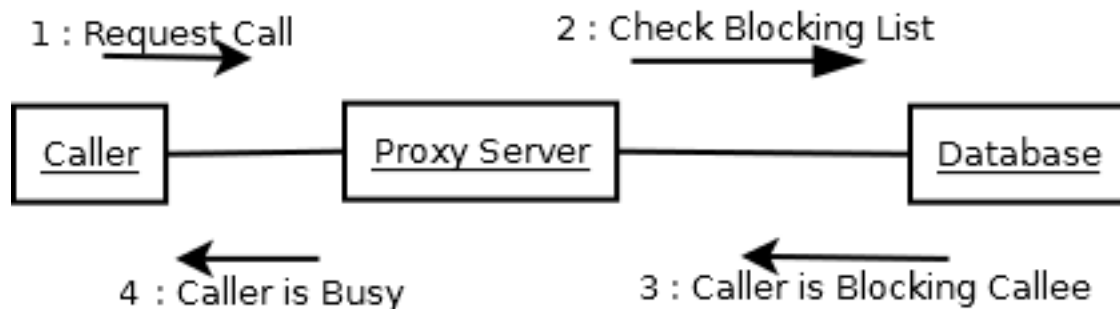 1 : Request Call
2 : Check Blocking List
Caller
Proxy Server
Database
4 : Caller is Busy
3 : Caller is Blocking Callee